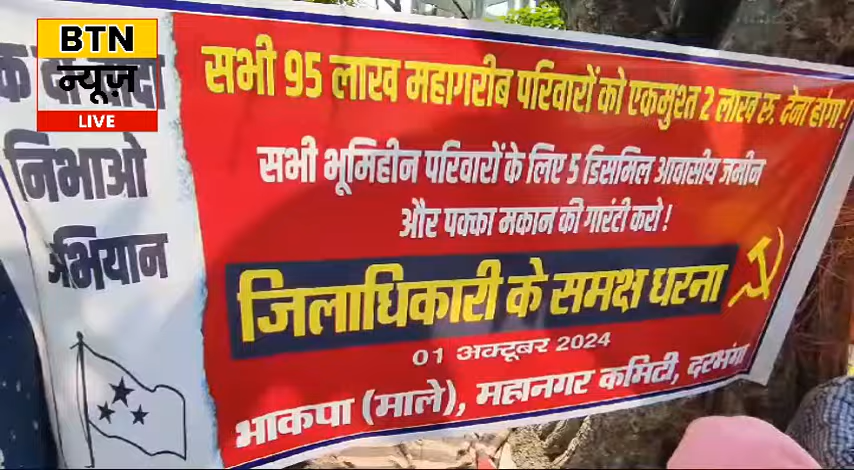 BTN
न्यूज़
LIVE
निभाओ
अभियान
सभी 95 लाख महागरीब परिवारों को एकमुश्त 2 लाख रु. देना होगा !
सभी भूमिहीन परिवारों के लिए 5 डिसमिल आवासीय जमीन
और पक्का मकान की गारंटी करो !
जिलाधिकारी के समक्ष धरना
01 अक्टूबर 2024
भाकपा (माले), महानगर कमिटी, दरभंगा